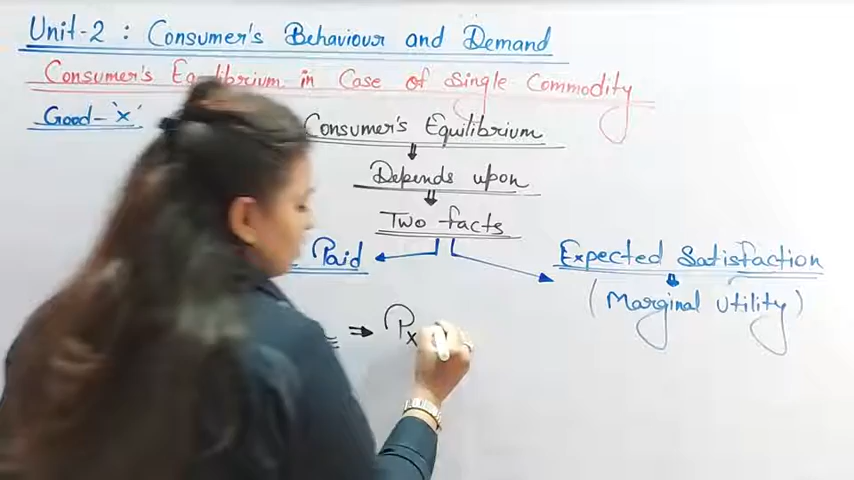 Unit-2 : Consumer's Behaviour and Demand
Consumer's Equilibrium in Case of Single Commodity
Good-'x'
Consumer's Equilibrium
Depends upon
Two facts
Paid
Expected Satisfaction
(Marginal Utility)
⇒ Px